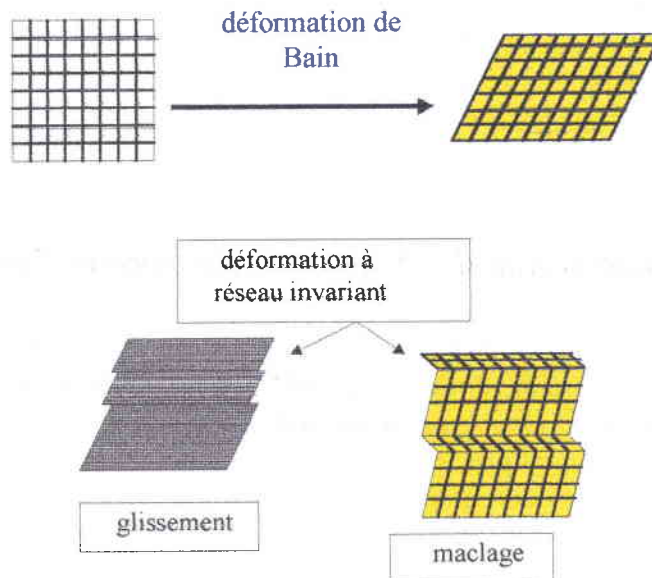 déformation de
Bain
déformation à
réseau invariant
glissement
maclage